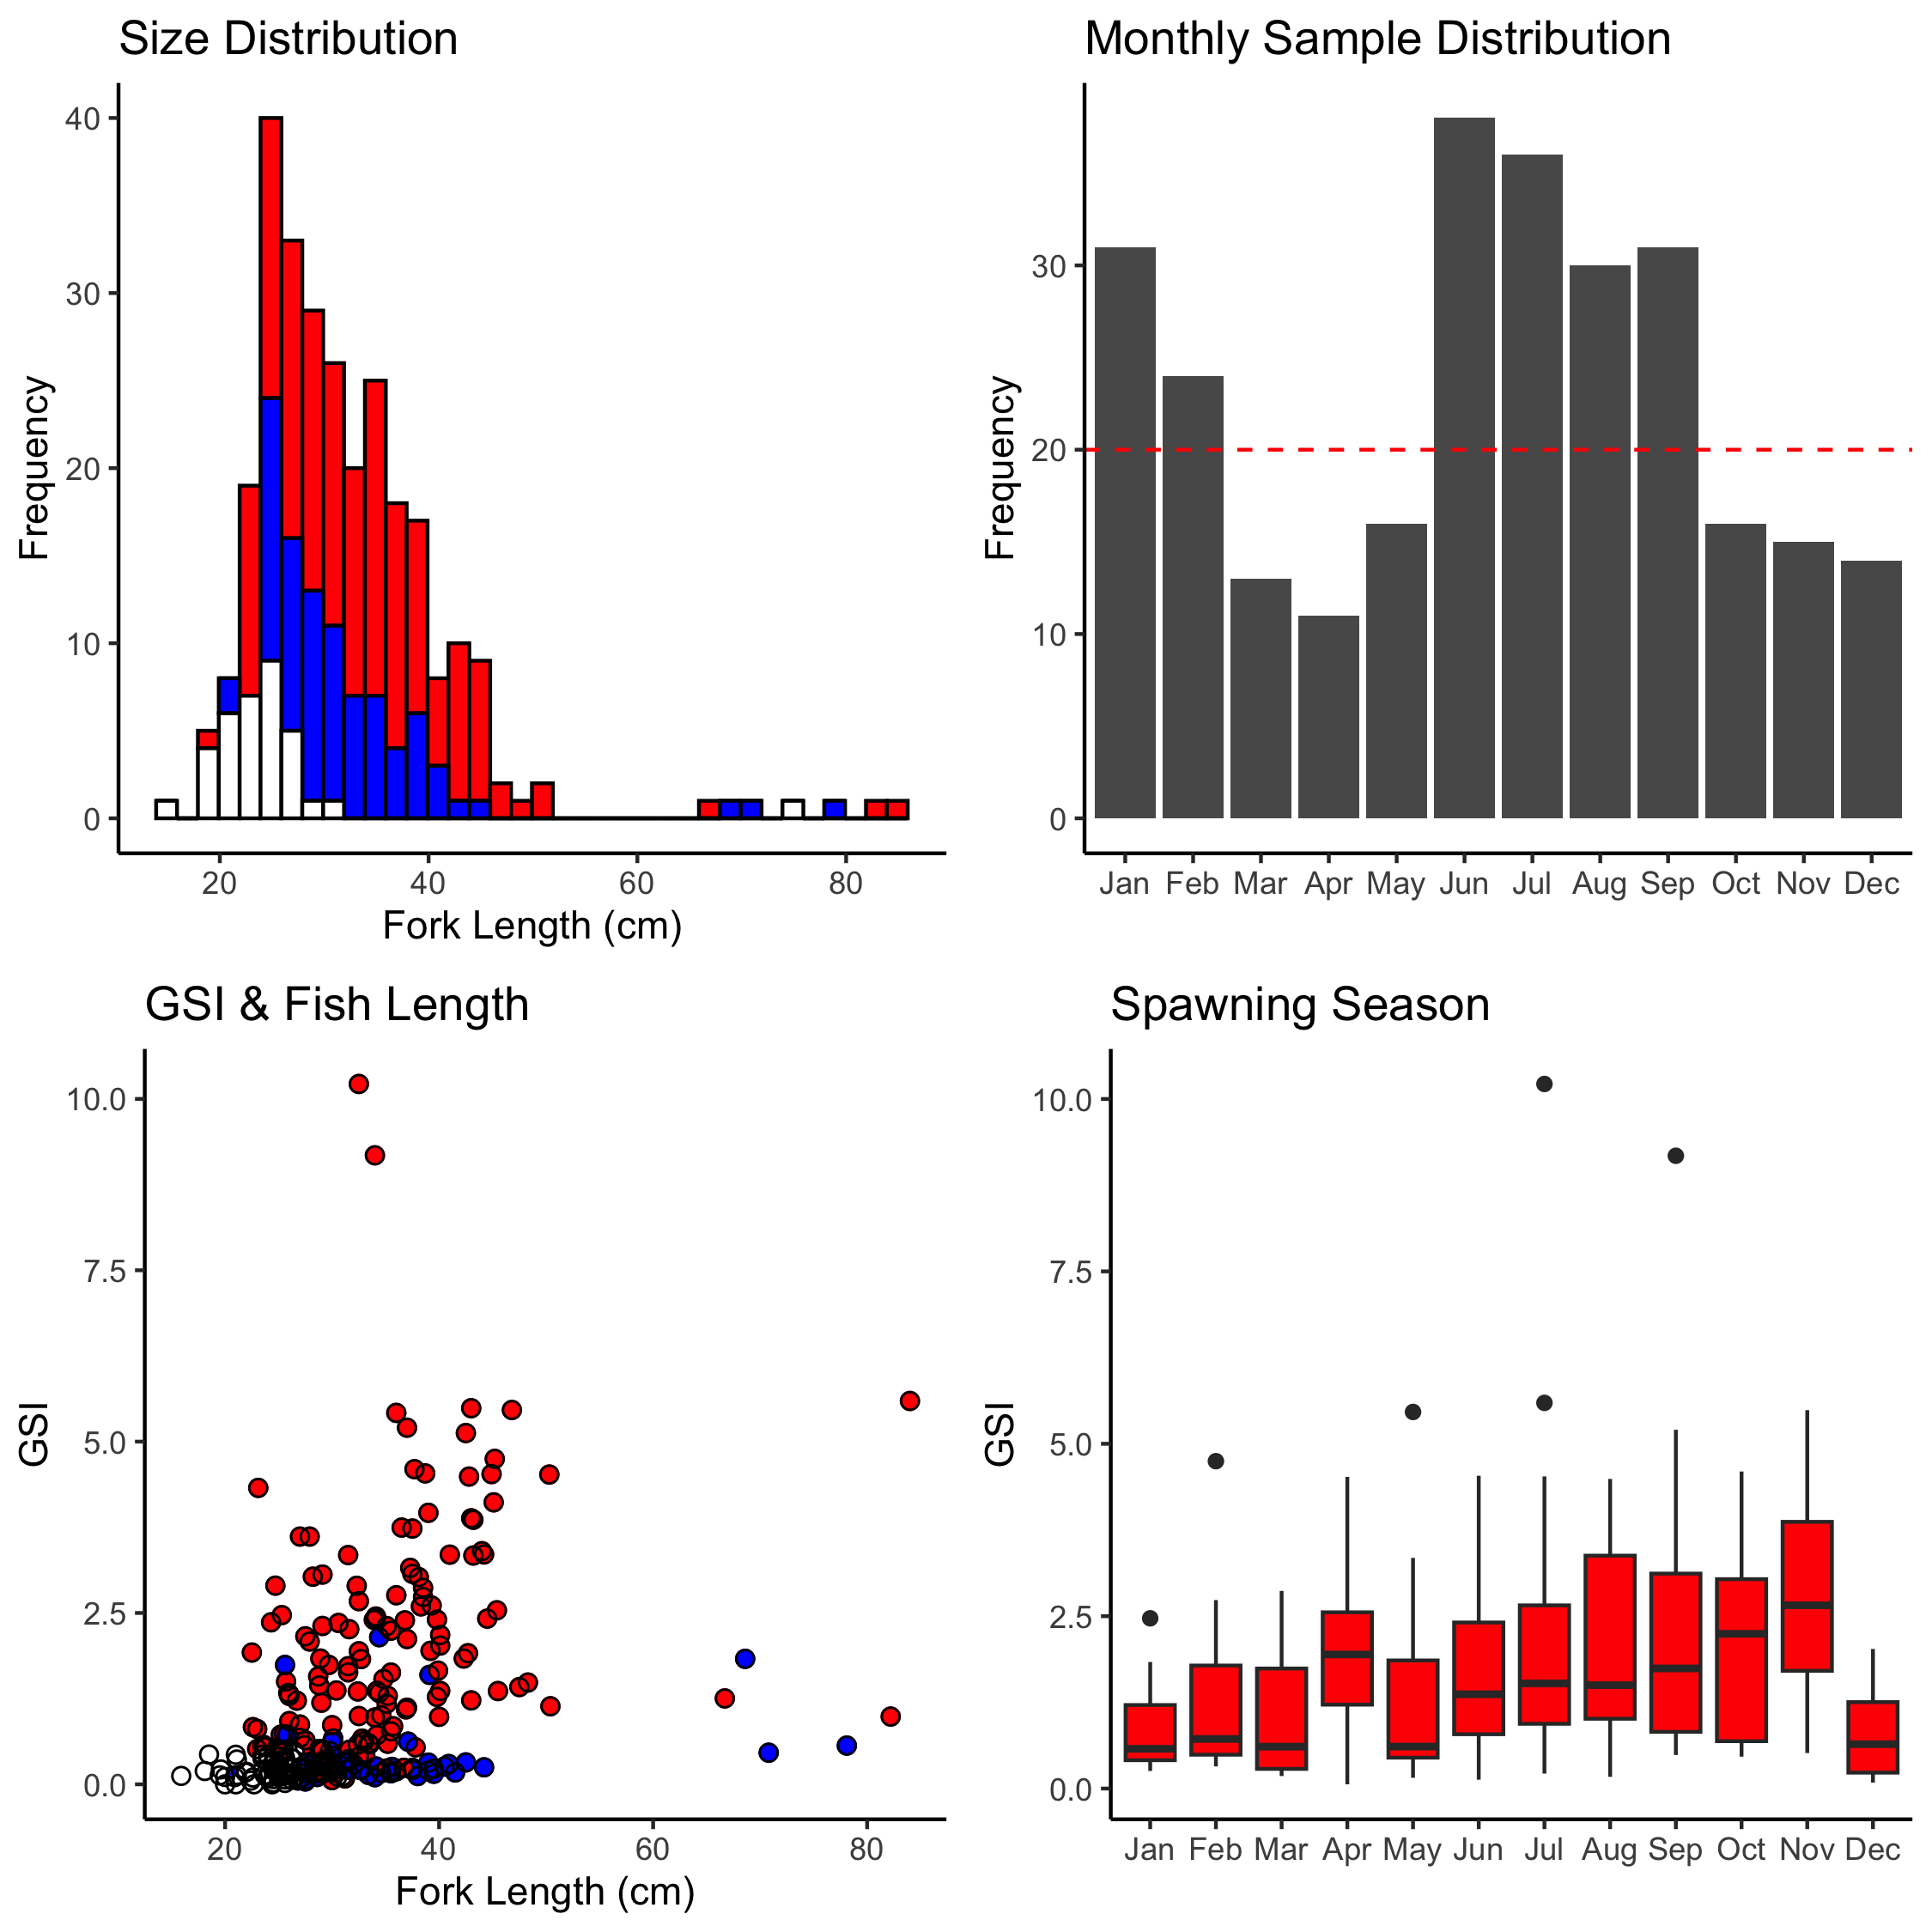 Size Distribution
40
30
20
10
0
Frequency
20 40 60 80
Fork Length (cm)
Monthly Sample Distribution
30
20
10
0
Frequency
Jan Feb Mar Apr May Jun Jul Aug Sep Oct Nov Dec
GSI & Fish Length
10.0
7.5
5.0
2.5
0.0
GSI
20 40 60 80
Fork Length (cm)
Spawning Season
10.0
7.5
5.0
2.5
0.0
GSI
Jan Feb Mar Apr May Jun Jul Aug Sep Oct Nov Dec